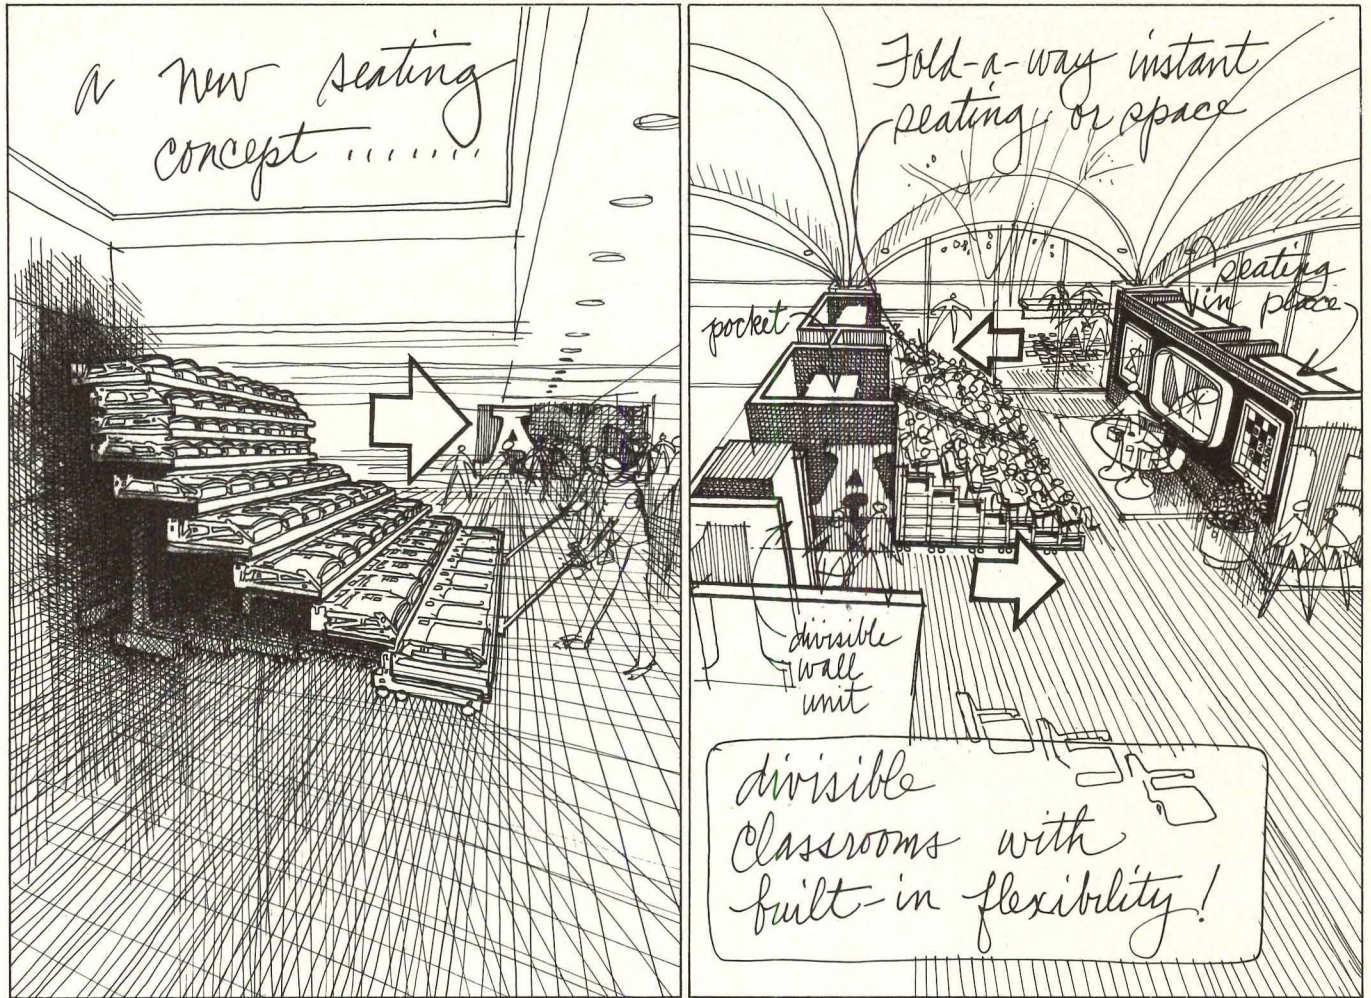 a new seating
concept .......
Fold-a-way instant
seating or space
pocket
seating
in place
divisible
wall
unit
divisible
Classrooms with
built-in flexibility!